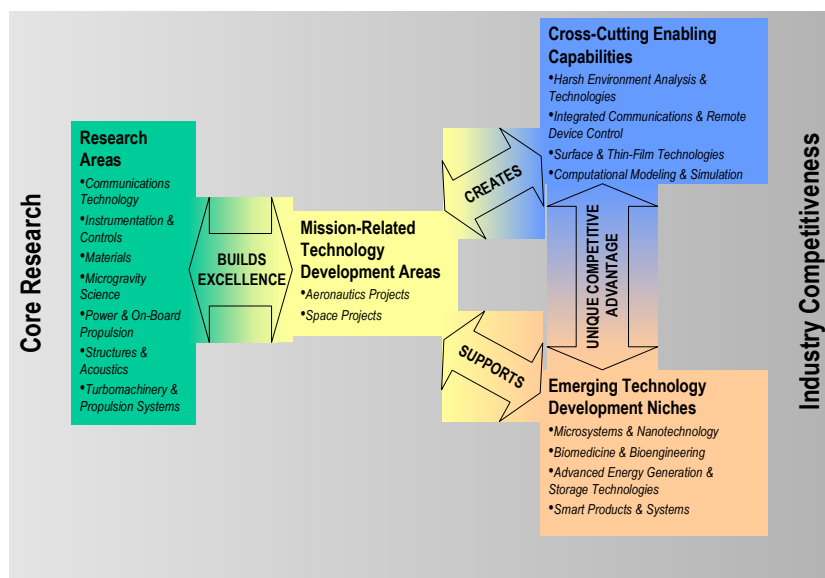 Core Research
Research
Areas
•Communications
Technology
•Instrumentation &
Controls
•Materials
•Microgravity
Science
•Power & On-Board
Propulsion
•Structures &
Acoustics
•Turbomachinery &
Propulsion Systems
BUILDS
EXCELLENCE
Mission-Related
Technology
Development Areas
•Aeronautics Projects
•Space Projects
CREATES
SUPPORTS
Cross-Cutting Enabling
Capabilities
•Harsh Environment Analysis &
Technologies
•Integrated Communications & Remote
Device Control
•Surface & Thin-Film Technologies
•Computational Modeling & Simulation
UNIQUE COMPETITIVE
ADVANTAGE
Emerging Technology
Development Niches
•Microsystems & Nanotechnology
•Biomedicine & Bioengineering
•Advanced Energy Generation &
Storage Technologies
•Smart Products & Systems
Industry Competitiveness